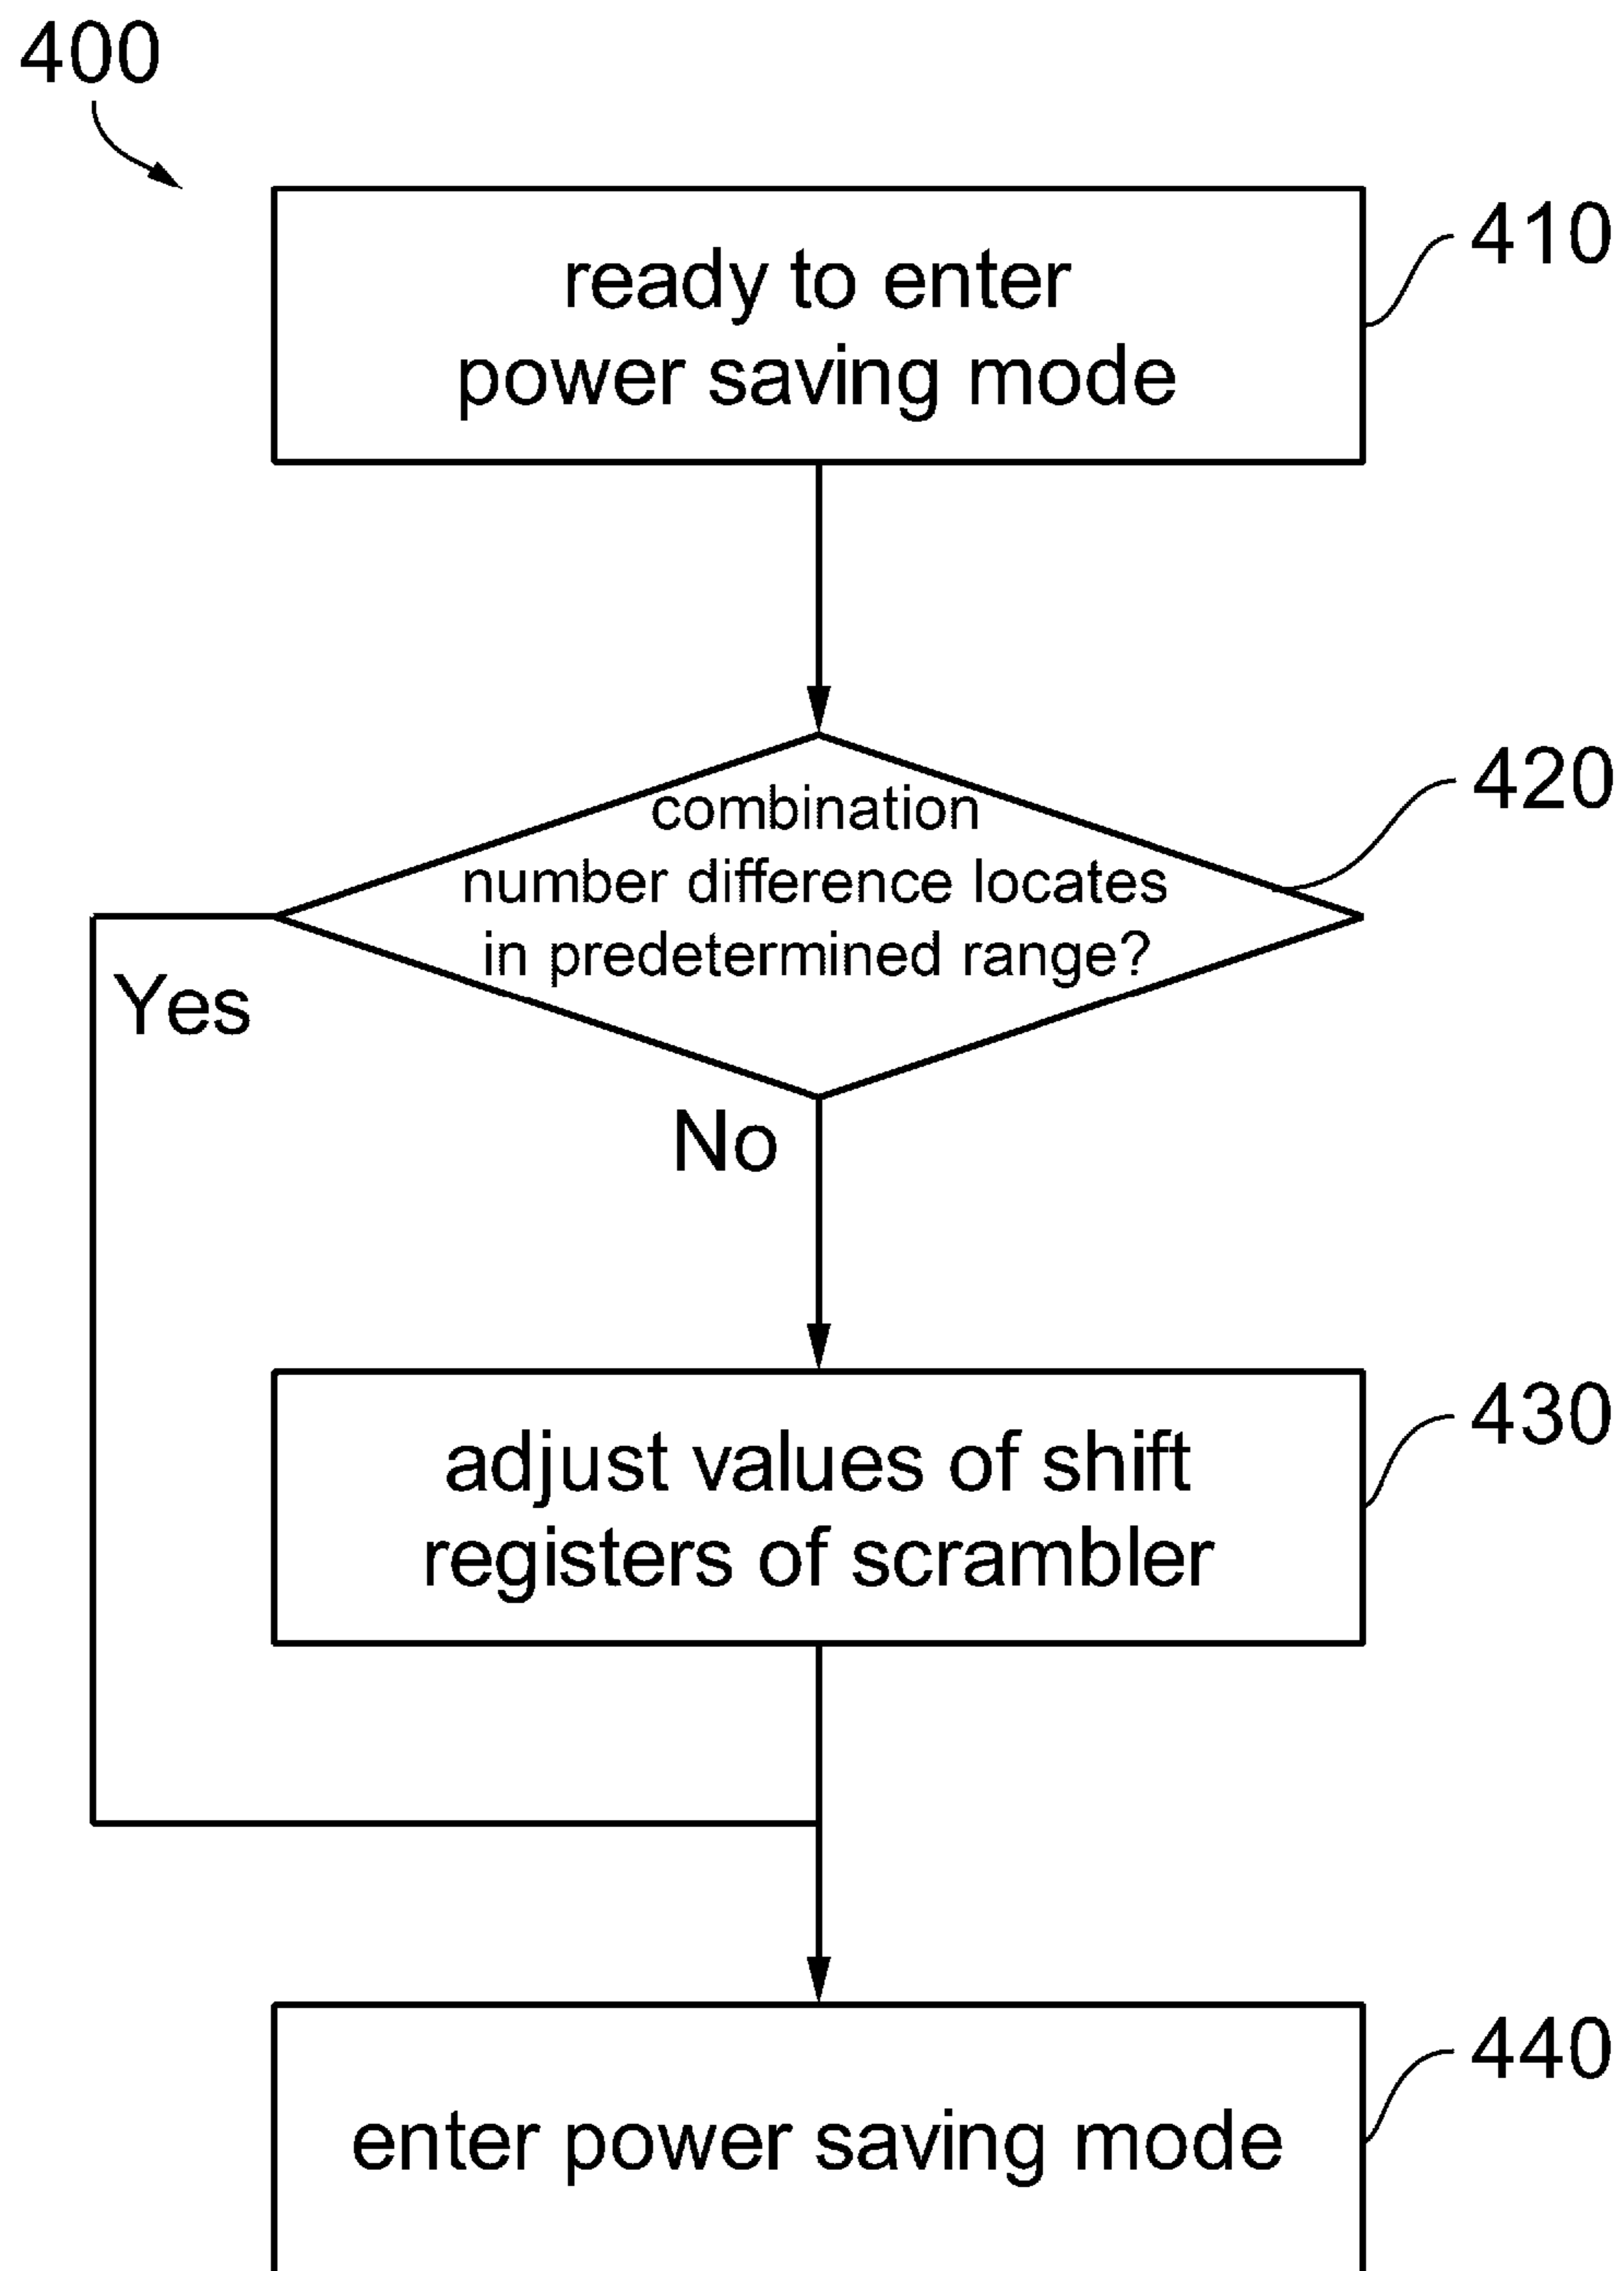 400
ready to enter
power saving mode
410
combination
number difference locates
in predetermined range?
420
Yes
No
adjust values of shift
registers of scrambler
430
enter power saving mode
440